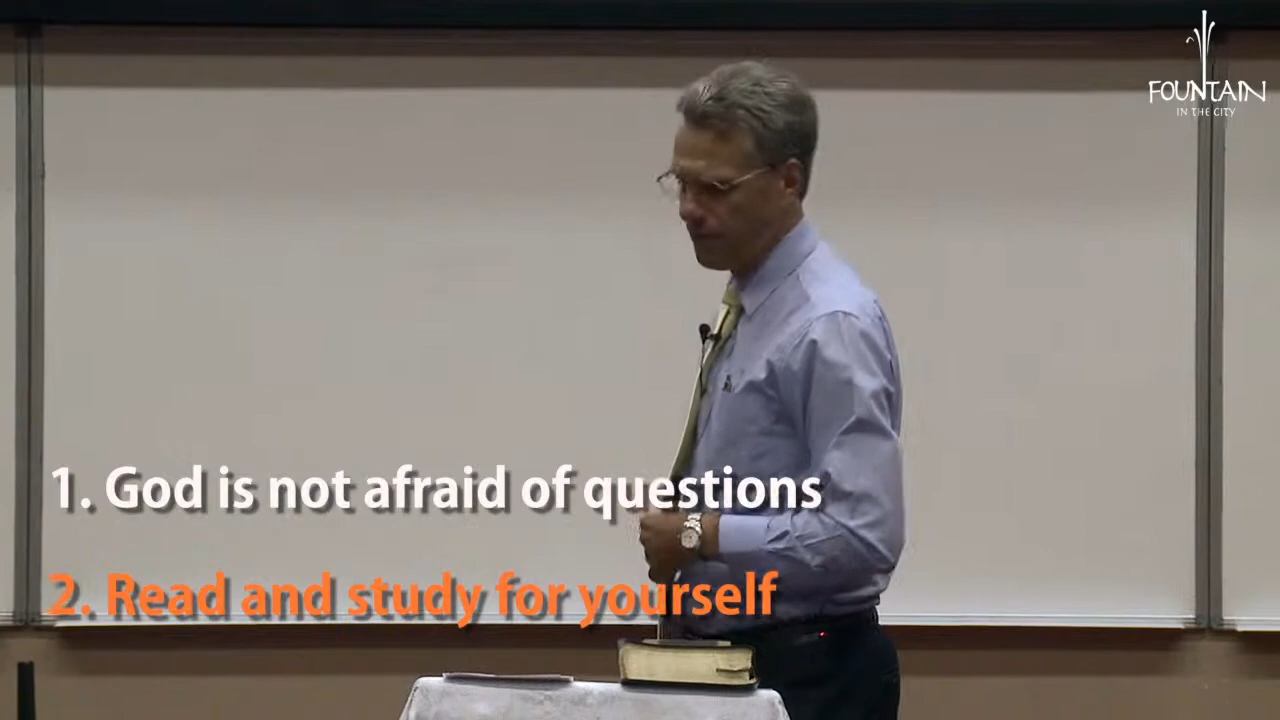 FOUNTAIN
IN THE CITY
1. God is not afraid of questions
2. Read and study for yourself